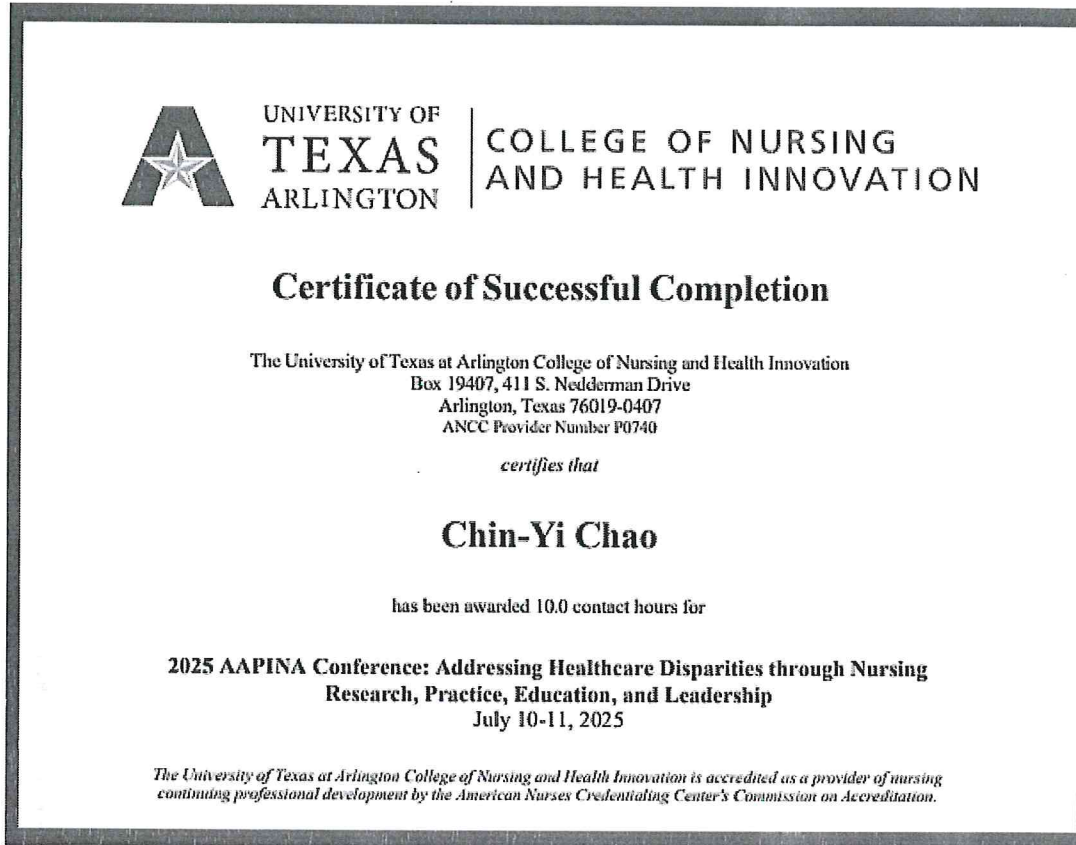 UNIVERSITY OF
TEXAS
ARLINGTON
COLLEGE OF NURSING
AND HEALTH INNOVATION
Certificate of Successful Completion
The University of Texas at Arlington College of Nursing and Health Innovation
Box 19407, 411 S. Nedderman Drive
Arlington, Texas 76019-0407
ANCC Provider Number P0740
certifies that
Chin-Yi Chao
has been awarded 10.0 contact hours for
2025 AAPINA Conference: Addressing Healthcare Disparities through Nursing
Research, Practice, Education, and Leadership
July 10-11, 2025
The University of Texas at Arlington College of Nursing and Health Innovation is accredited as a provider of nursing
continuing professional development by the American Nurses Credentialing Center's Commission on Accreditation.